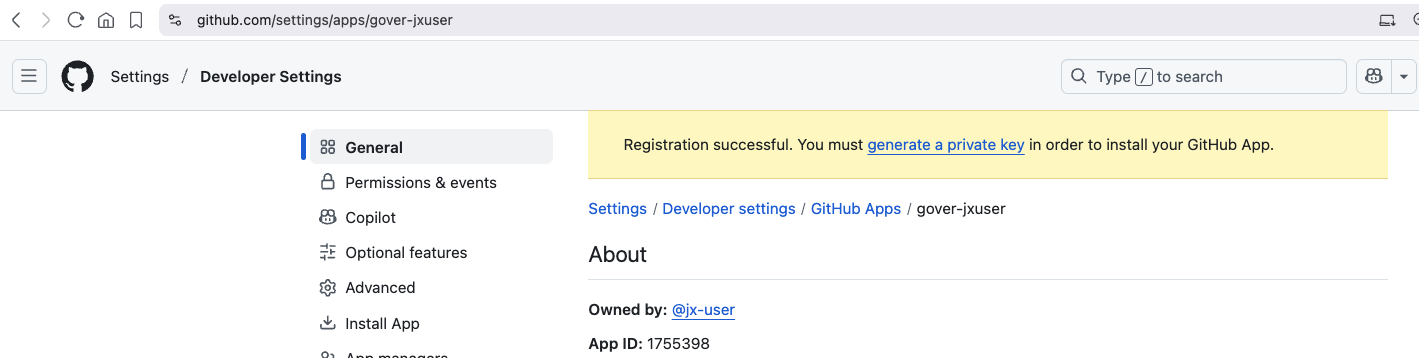 github.com/settings/apps/gover-jxuser
Settings / Developer Settings
Type / to search
General
Permissions & events
Copilot
Optional features
Advanced
Install App
App managers
Registration successful. You must generate a private key in order to install your GitHub App.
Settings / Developer settings / GitHub Apps / gover-jxuser
About
Owned by: @jx-user
App ID: 1755398